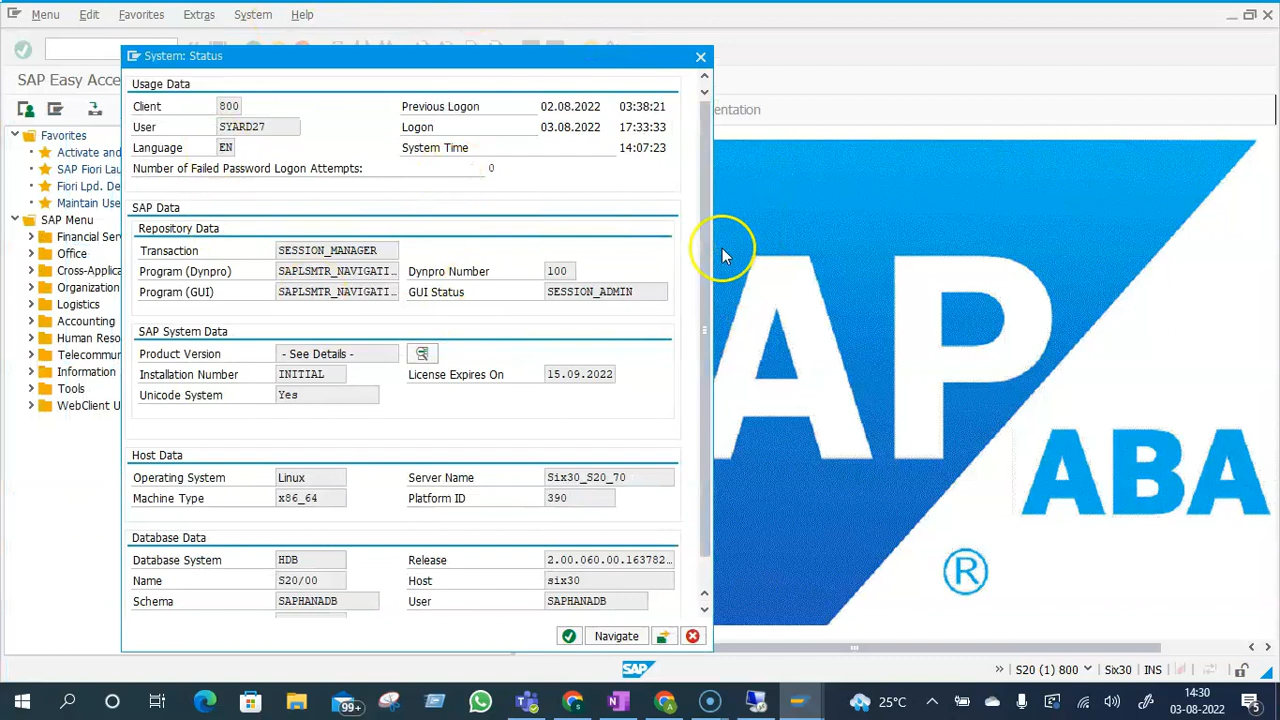 Menu Edit Favorites Extras System Help
SAP Easy Acce
System: Status
entation
Usage Data
Client 800 Previous Logon 02.08.2022 03:38:21
User SYARD27 Logon 03.08.2022 17:33:33
Language EN System Time 14:07:23
Number of Failed Password Logon Attempts: 0
SAP Data
Repository Data
Transaction SESSION_MANAGER
Program (Dynpro) SAPLSMTR_NAVIGATI... Dynpro Number 100
Program (GUI) SAPLSMTR_NAVIGATI... GUI Status SESSION_ADMIN
SAP System Data
Product Version - See Details -
Installation Number INITIAL License Expires On 15.09.2022
Unicode System Yes
Host Data
Operating System Linux Server Name Six30_S20_70
Machine Type x86_64 Platform ID 390
Database Data
Database System HDB Release 2.00.060.00.163782...
Name S20/00 Host six30
Schema SAPHANADB User SAPHANADB
Navigate
Favorites
Activate and
SAP Fiori Lau
Fiori Lpd. De
Maintain Use
SAP Menu
Financial Serv
Office
Cross-Applica
Organization
Logistics
Accounting
Human Reso
Telecommur
Information
Tools
WebClient U
AP
ABA
®
SAP
S20 (1) 800 Six30 INS
99+
25°C
14:30
03-08-2022
5